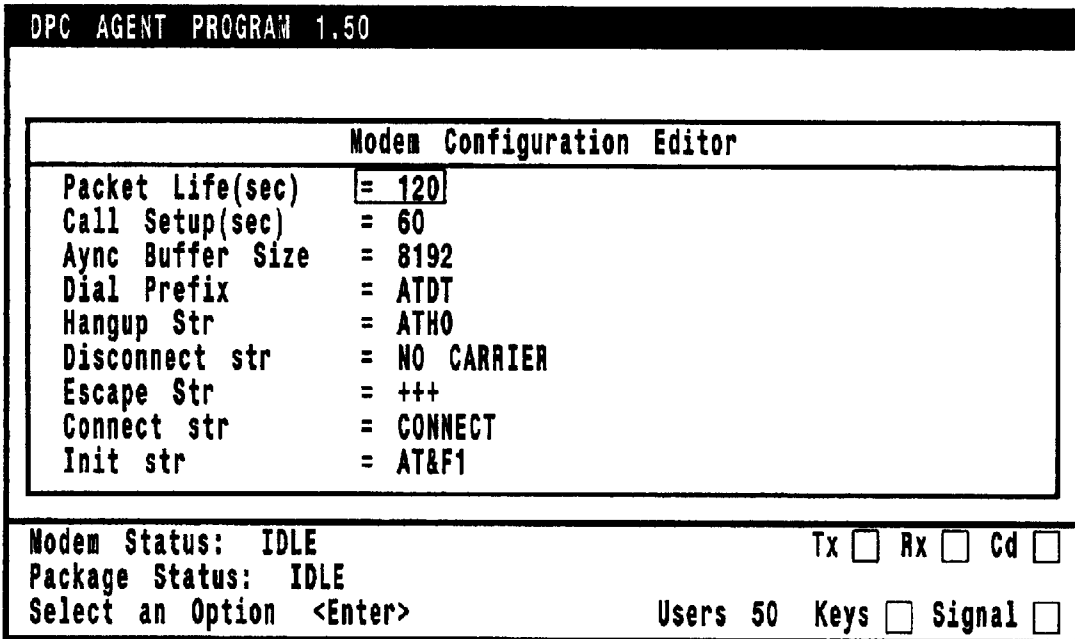 DPC AGENT PROGRAM 1.50
Modem Configuration Editor
Packet Life(sec) = 120
Call Setup(sec) = 60
Aync Buffer Size = 8192
Dial Prefix = ATDT
Hangup Str = ATH0
Disconnect str = NO CARRIER
Escape Str = +++
Connect str = CONNECT
Init str = AT&F1
Modem Status: IDLE Tx Rx Cd
Package Status: IDLE
Select an Option <Enter> Users 50 Keys Signal